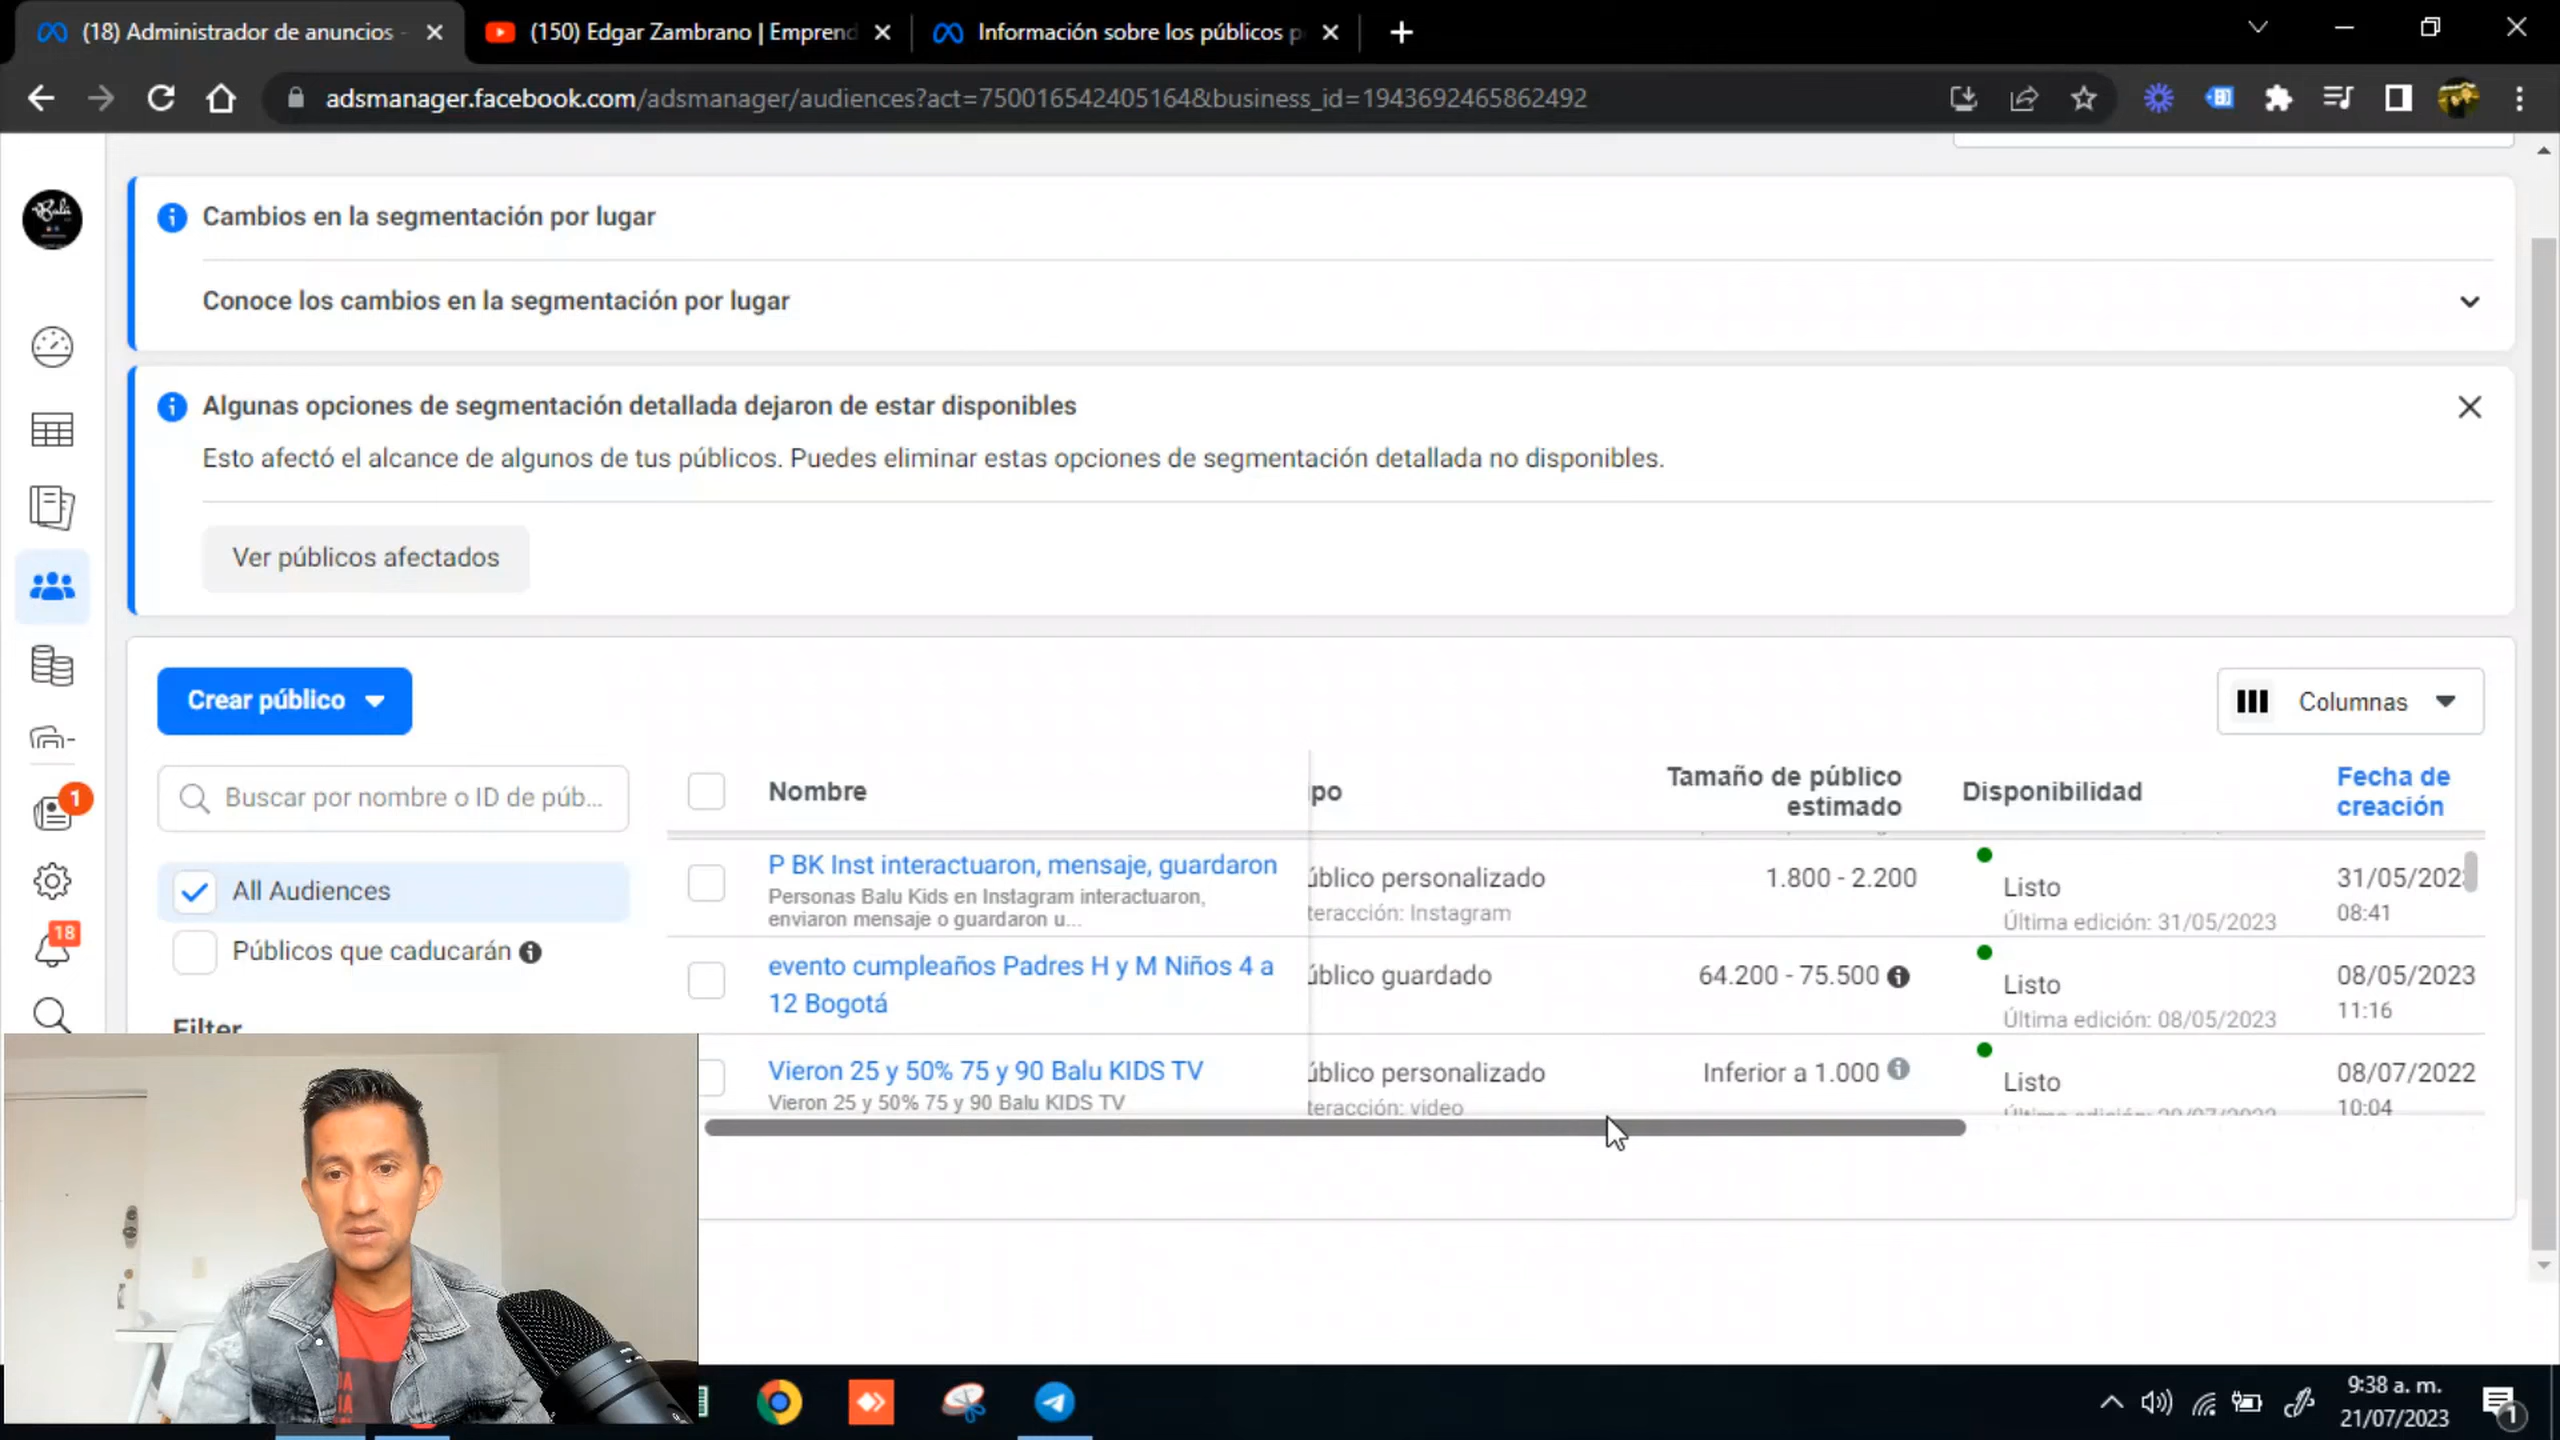 (18) Administrador de anuncios -
(150) Edgar Zambrano | Emprend
Información sobre los públicos p
adsmanager.facebook.com/adsmanager/audiences?act=750016542405164&business_id=1943692465862492
Balú
Cambios en la segmentación por lugar
Conoce los cambios en la segmentación por lugar
Algunas opciones de segmentación detallada dejaron de estar disponibles
Esto afectó el alcance de algunos de tus públicos. Puedes eliminar estas opciones de segmentación detallada no disponibles.
Ver públicos afectados
Crear público
Columnas
Buscar por nombre o ID de púb...
All Audiences
Públicos que caducarán
Filter
1
18
Nombre
ipo
Tamaño de público
estimado
Disponibilidad
Fecha de
creación
P BK Inst interactuaron, mensaje, guardaron
Personas Balu Kids en Instagram interactuaron,
enviaron mensaje o guardaron u...
úblico personalizado
teracción: Instagram
1.800 - 2.200
Listo
Última edición: 31/05/2023
31/05/202
08:41
evento cumpleaños Padres H y M Niños 4 a
12 Bogotá
úblico guardado
64.200 - 75.500
Listo
Última edición: 08/05/2023
08/05/2023
11:16
Vieron 25 y 50% 75 y 90 Balu KIDS TV
Vieron 25 y 50% 75 y 90 Balu KIDS TV
úblico personalizado
teracción: video
Inferior a 1.000
Listo
08/07/2022
10:04
9:38 a. m.
21/07/2023
1